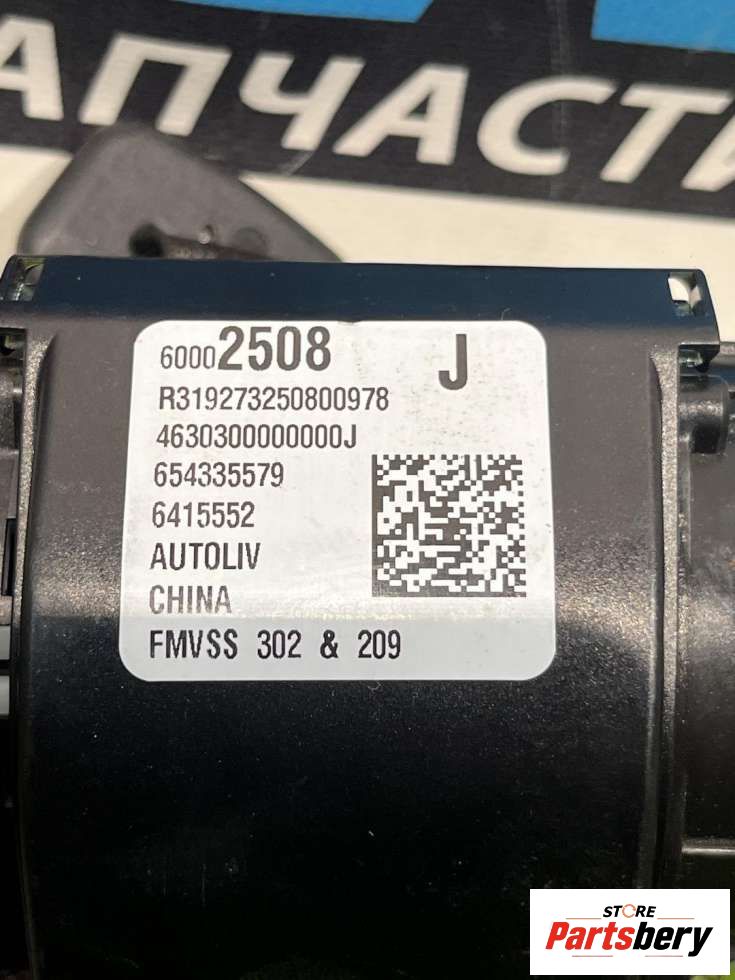 АПЧАСТИ
60002508 J
R319273250800978
4630300000000J
654335579
6415552
AUTOLIV
CHINA
FMVSS 302 & 209
STORE
Partsbery